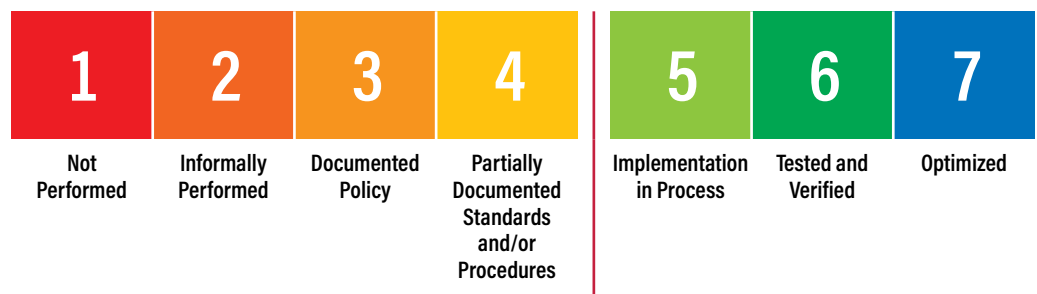 1
Not
Performed
2
Informally
Performed
3
Documented
Policy
4
Partially
Documented
Standards
and/or
Procedures
5
Implementation
in Process
6
Tested and
Verified
7
Optimized